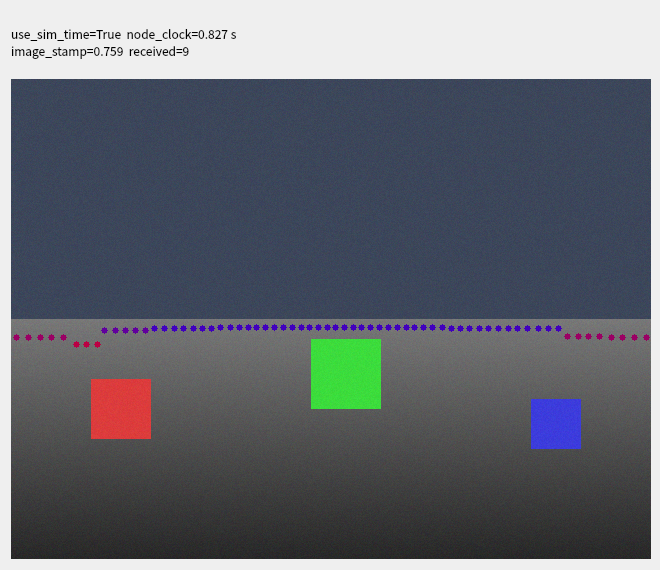 use_sim_time=True node_clock=0.827 s
image_stamp=0.759 received=9